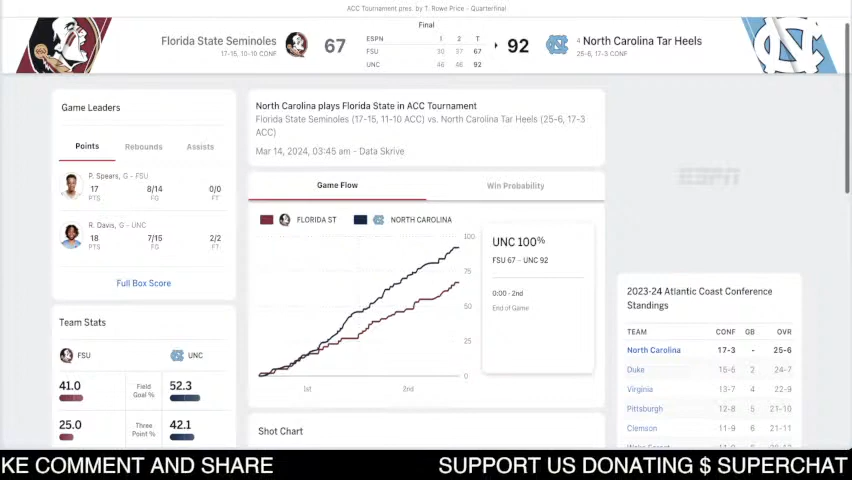 ACC Tournament pres. by T. Rowe Price - Quarterfinal
Florida State Seminoles
17-15, 10-10 CONF
67
Final
ESPN 1 2 T
FSU 30 37 67
UNC 46 46 92
92
4 North Carolina Tar Heels
25-6, 17-3 CONF
Game Leaders
Points Rebounds Assists
P. Spears, G - FSU
17 8/14 0/0
PTS FG FT
R. Davis, G - UNC
18 7/15 2/2
PTS FG FT
Full Box Score
Team Stats
FSU UNC
41.0 Field Goal % 52.3
25.0 Three Point % 42.1
North Carolina plays Florida State in ACC Tournament
Florida State Seminoles (17-15, 11-10 ACC) vs. North Carolina Tar Heels (25-6, 17-3
ACC)
Mar 14, 2024, 03:45 am - Data Skrive
Game Flow Win Probability
FLORIDA ST NORTH CAROLINA
100
75
50
25
0
1st 2nd
UNC 100%
FSU 67 - UNC 92
0:00 - 2nd
End of Game
Shot Chart
ESPN
2023-24 Atlantic Coast Conference
Standings
TEAM CONF GB OVR
North Carolina 17-3 - 25-6
Duke 15-5 2 24-7
Virginia 13-7 4 22-9
Pittsburgh 12-8 5 21-10
Clemson 11-9 6 21-11
Wake Forest
KE COMMENT AND SHARE
SUPPORT US DONATING $ SUPERCHAT